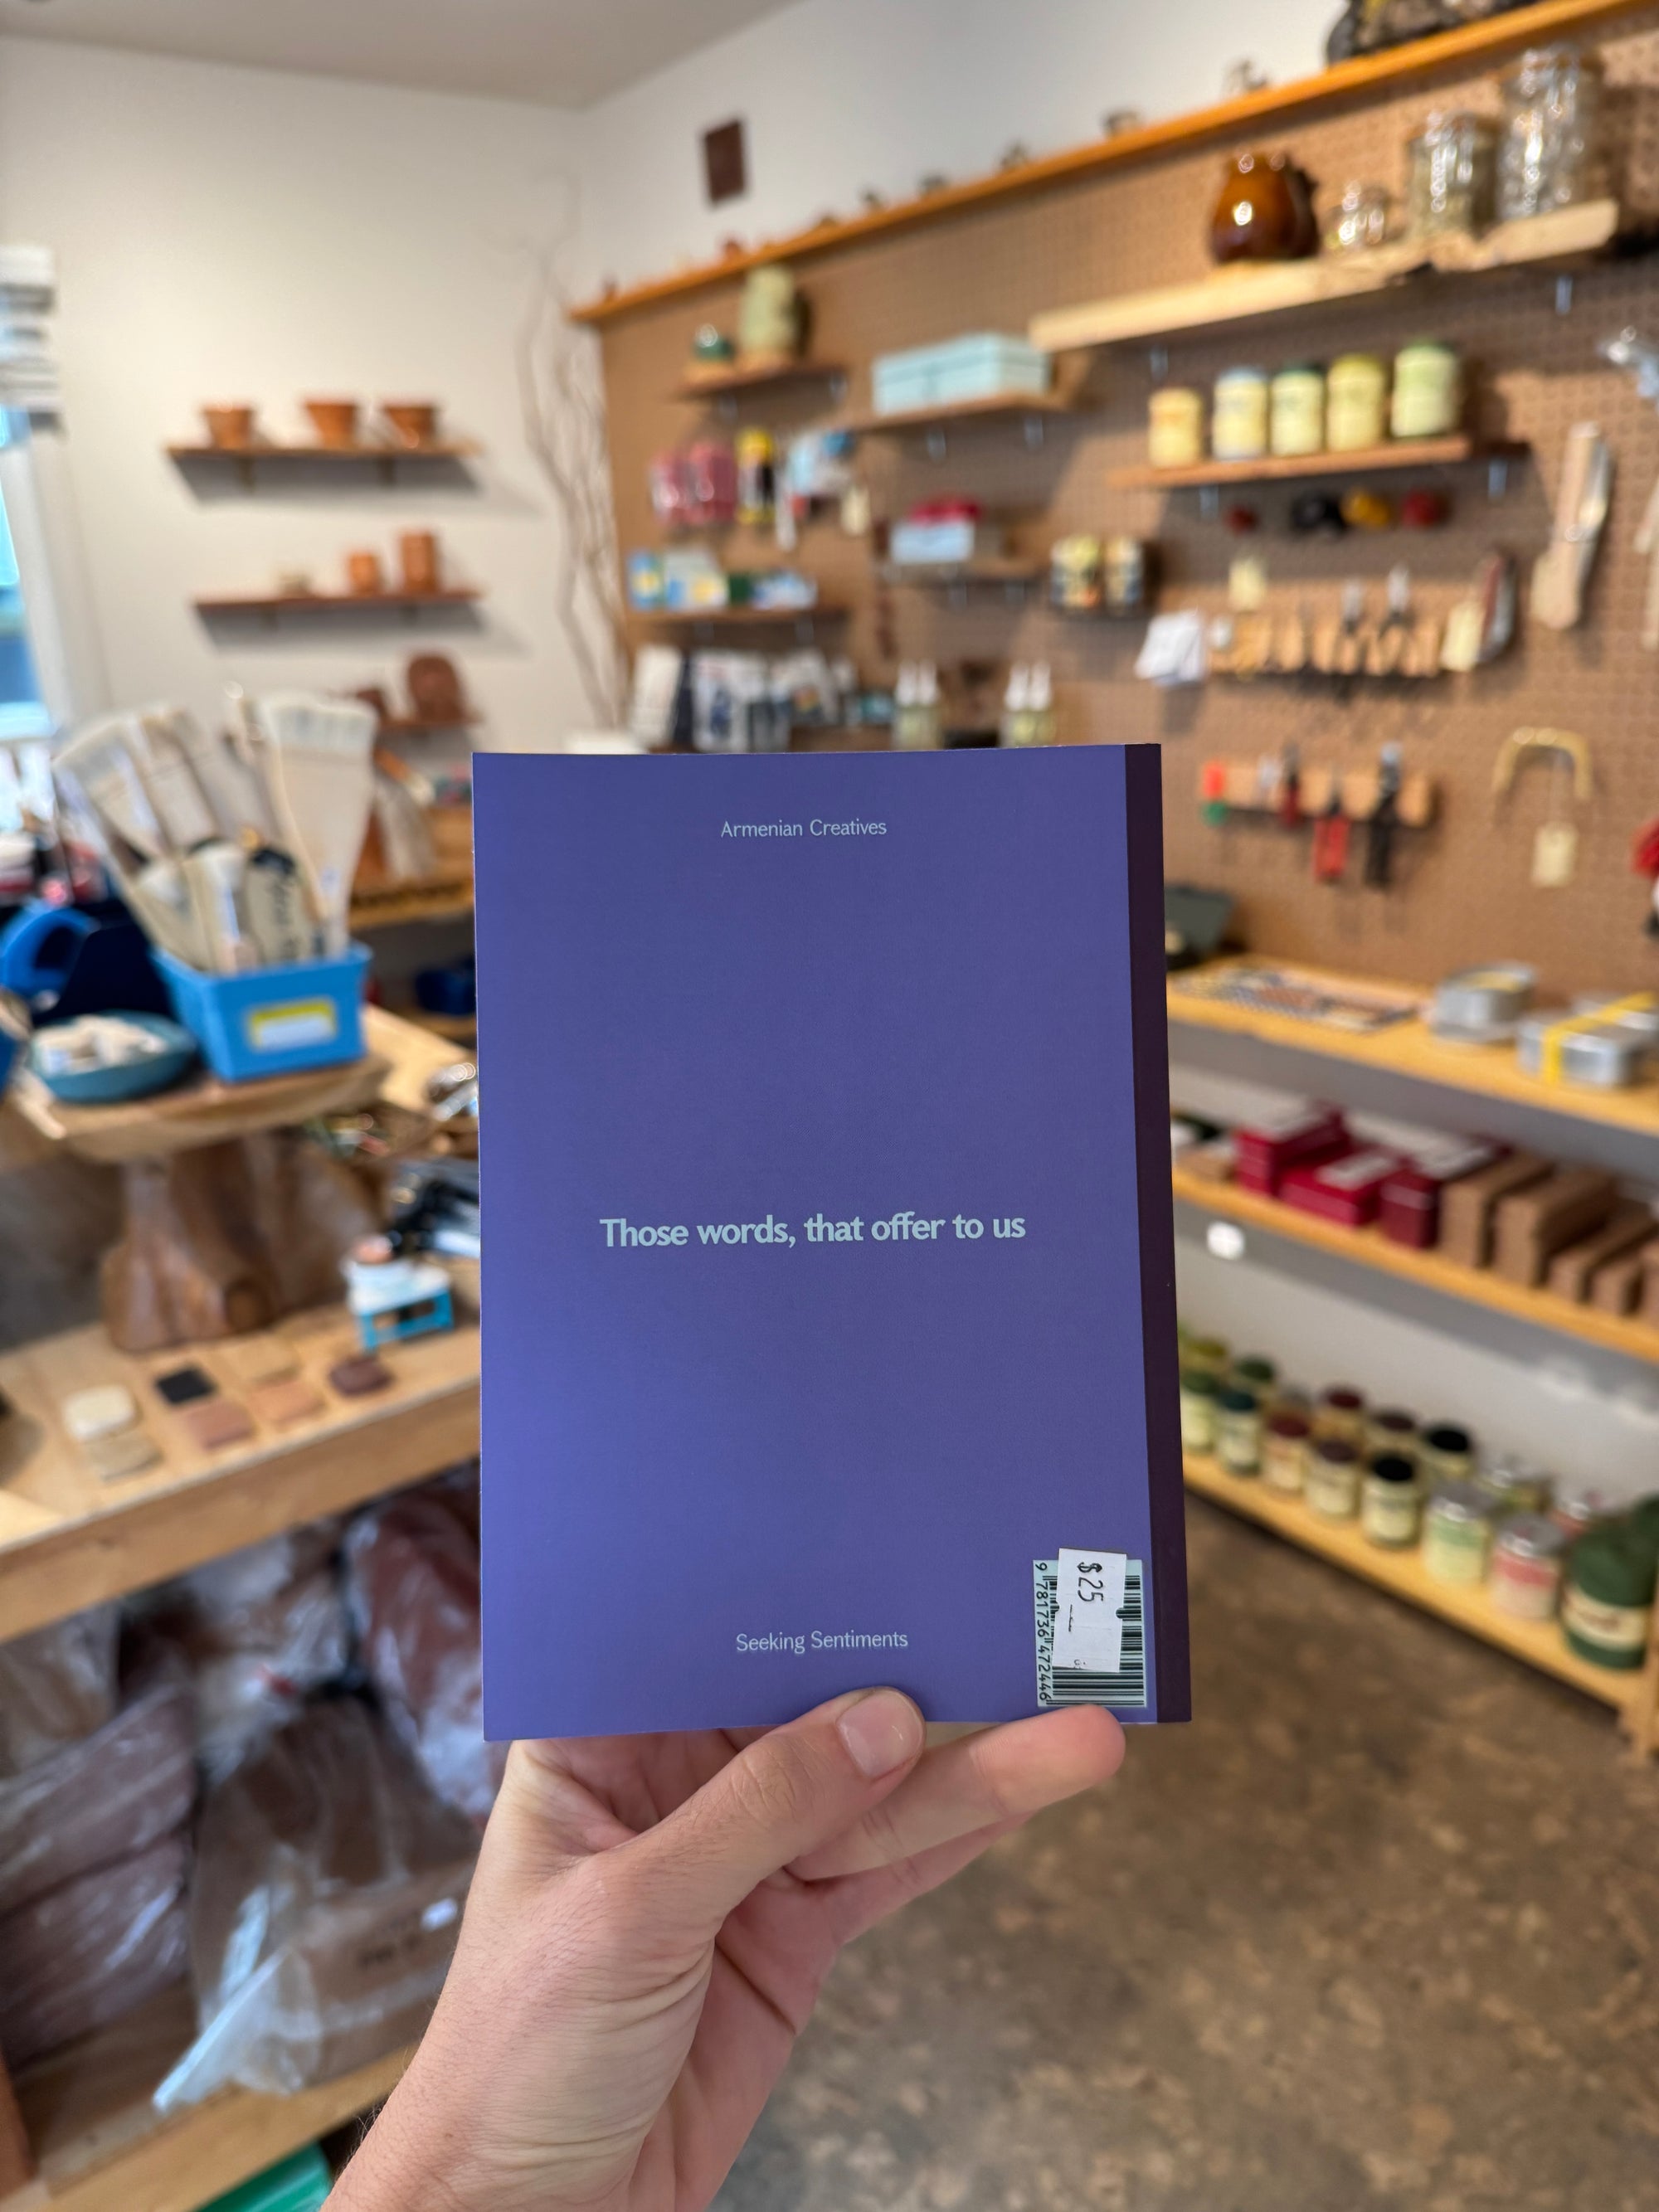 Armenian Creatives
Those words, that offer to us
Seeking Sentiments
$25
9 781736 472446